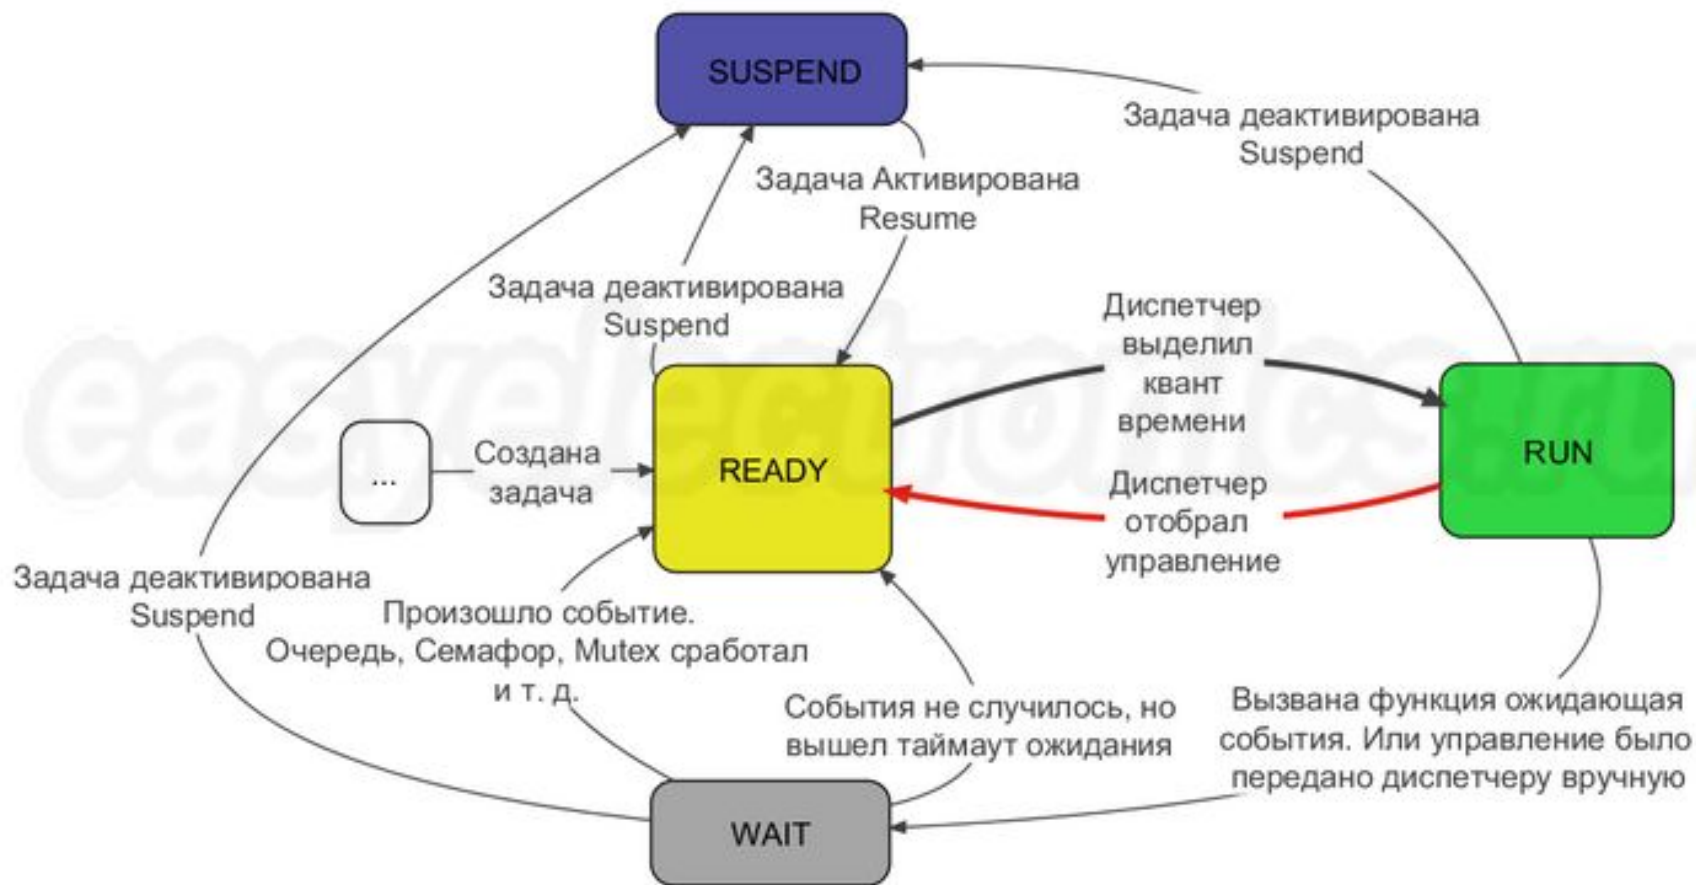 SUSPEND
Задача деактивирована
Suspend
Задача Активирована
Resume
Задача деактивирована
Suspend
Диспетчер
выделил
квант
времени
easyelectronics.ru
...
Создана
задача
READY
RUN
Диспетчер
отобрал
управление
Задача деактивирована
Suspend
Произошло событие.
Очередь, Семафор, Mutex сработал
и т. д.
События не случилось, но
вышел таймаут ожидания
Вызвана функция ожидающая
события. Или управление было
передано диспетчеру вручную
WAIT